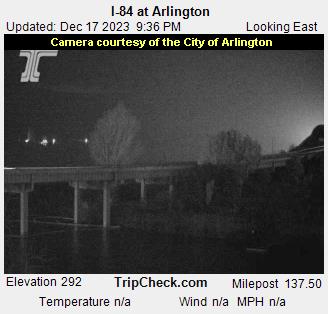 I-84 at Arlington
Updated: Dec 17 2023 9:36 PM Looking East
Camera courtesy of the City of Arlington
Elevation 292 TripCheck.com Milepost 137.50
Temperature n/a Wind n/a MPH n/a